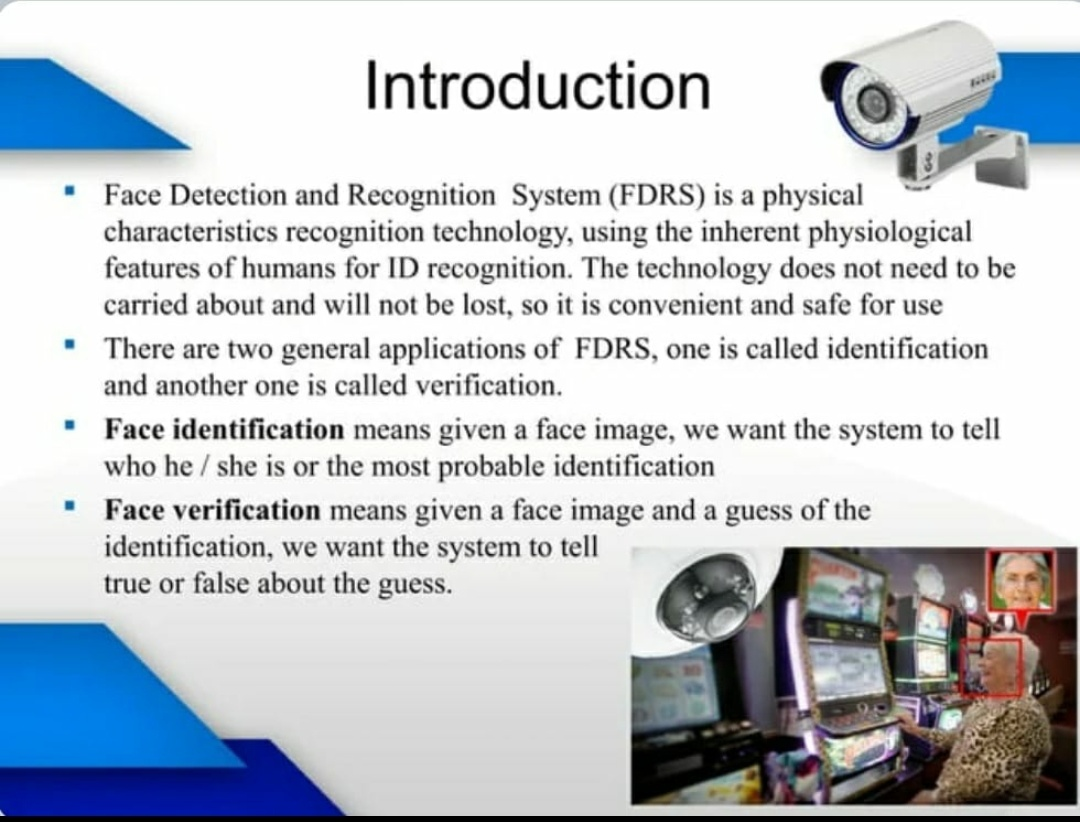 Introduction
Face Detection and Recognition System (FDRS) is a physical
characteristics recognition technology, using the inherent physiological
features of humans for ID recognition. The technology does not need to be
carried about and will not be lost, so it is convenient and safe for use
There are two general applications of FDRS, one is called identification
and another one is called verification.
Face identification means given a face image, we want the system to tell
who he / she is or the most probable identification
Face verification means given a face image and a guess of the
identification, we want the system to tell
true or false about the guess.